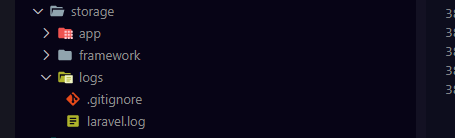 storage
app
framework
logs
.gitignore
laravel.log